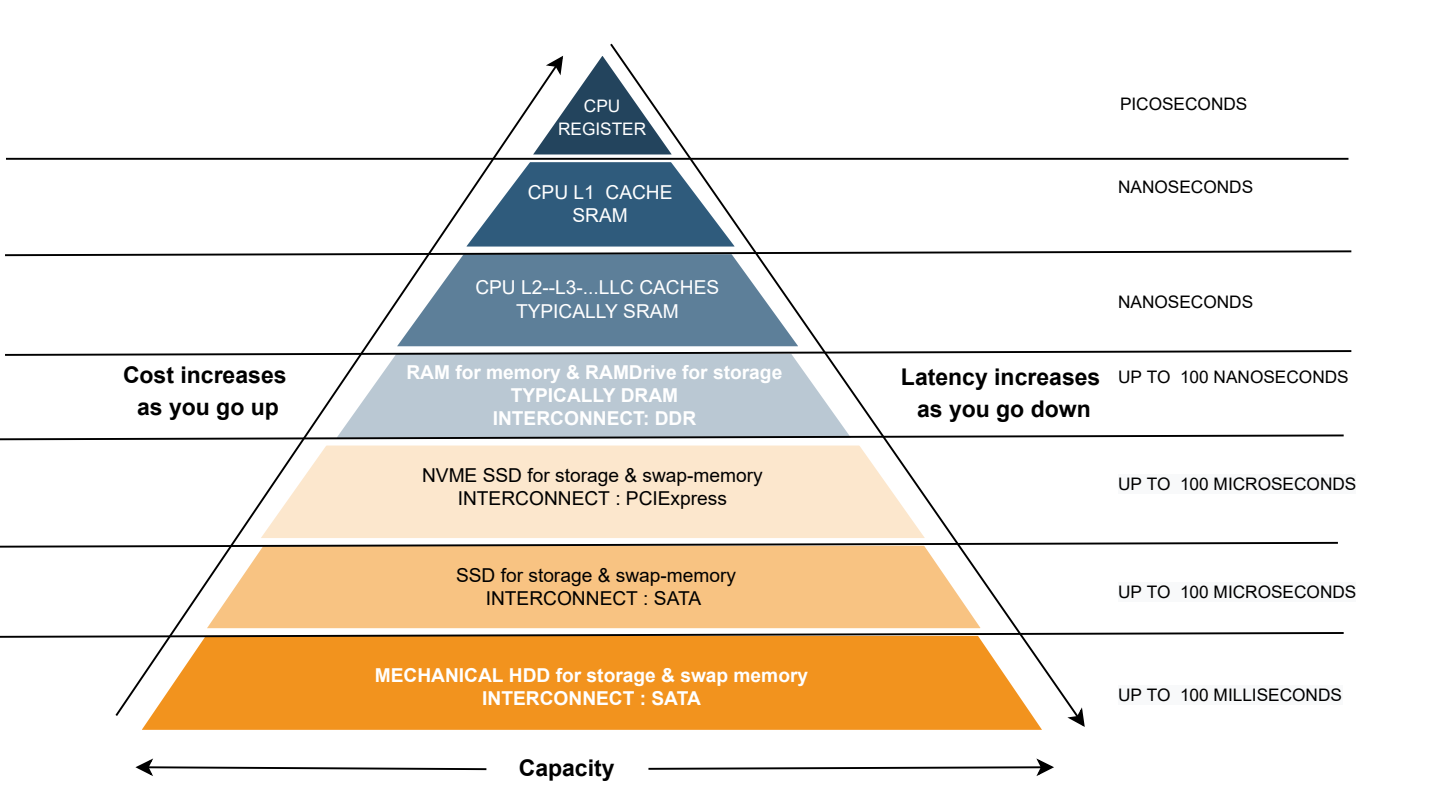 CPU
REGISTER
PICOSECONDS
CPU L1 CACHE
SRAM
NANOSECONDS
CPU L2--L3-...LLC CACHES
TYPICALLY SRAM
NANOSECONDS
Cost increases
as you go up
RAM for memory & RAMDrive for storage
TYPICALLY DRAM
INTERCONNECT: DDR
Latency increases
as you go down
UP TO 100 NANOSECONDS
NVME SSD for storage & swap-memory
INTERCONNECT : PCIExpress
UP TO 100 MICROSECONDS
SSD for storage & swap-memory
INTERCONNECT : SATA
UP TO 100 MICROSECONDS
MECHANICAL HDD for storage & swap memory
INTERCONNECT : SATA
UP TO 100 MILLISECONDS
Capacity